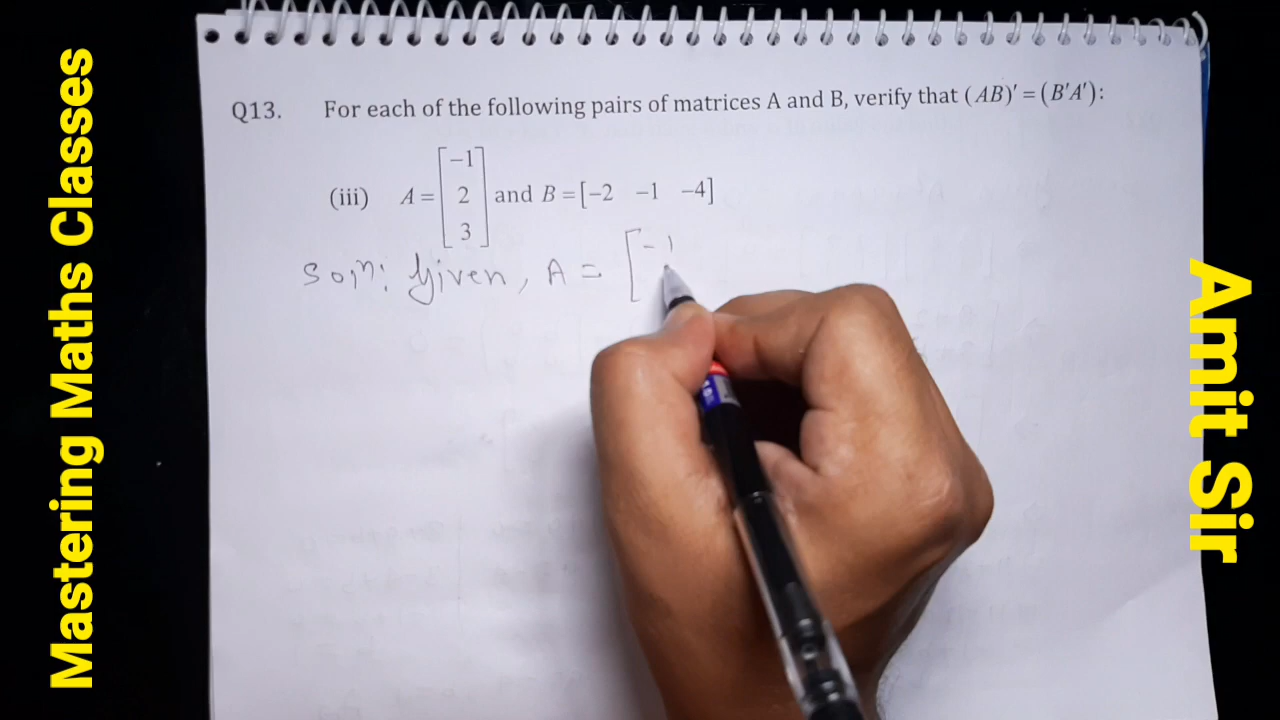 Mastering Maths Classes
Q13. For each of the following pairs of matrices A and B, verify that (AB)′ = (B′A′):
(iii) A = [−1 2 3] and B = [−2 −1 −4]
Soln: Given, A = [−1
Amit Sir